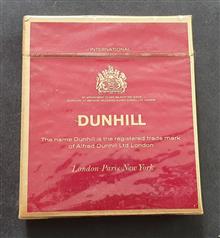 INTERNATIONAL
DUNHILL
The name Dunhill is the registered trade mark
of Alfred Dunhill Ltd London
London Paris New York